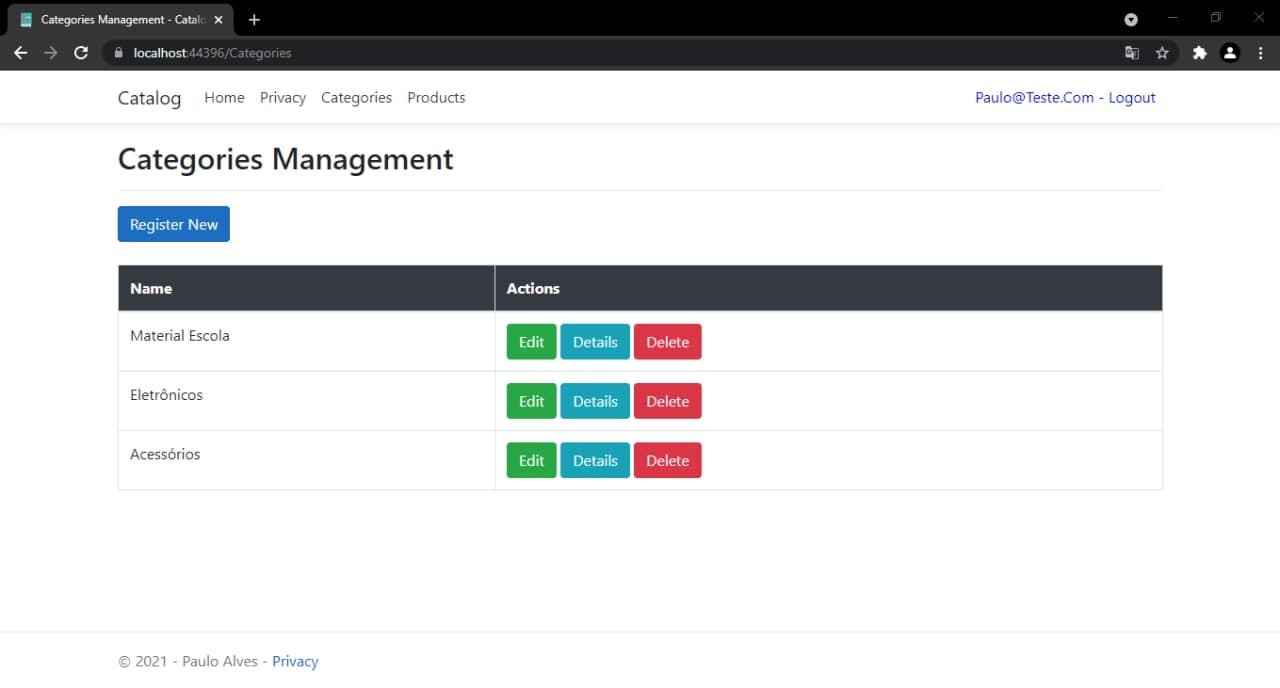 Categories Management - Catalo
localhost:44396/Categories
Catalog Home Privacy Categories Products Paulo@Teste.Com - Logout
Categories Management
Register New
Name Actions
Material Escola Edit Details Delete
Eletrônicos Edit Details Delete
Acessórios Edit Details Delete
© 2021 - Paulo Alves - Privacy